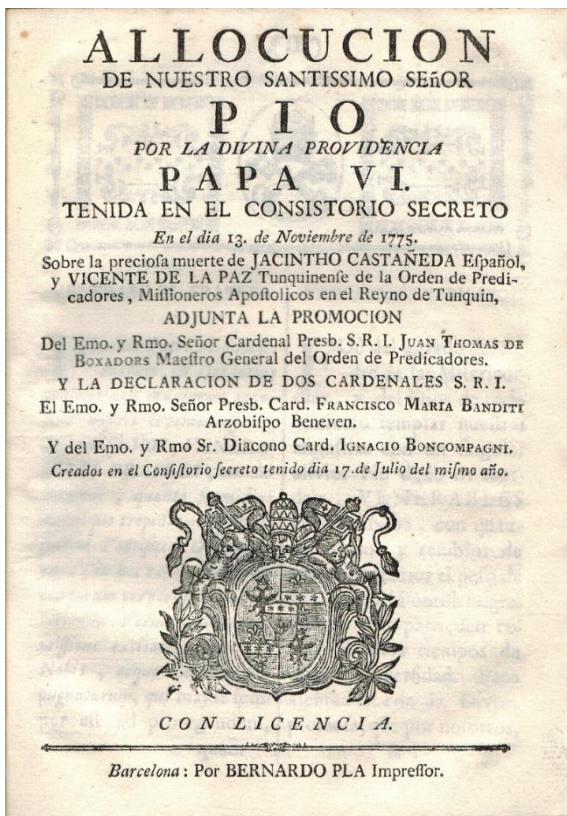 ALLOCUCION
DE NUESTRO SANTISSIMO SEñOR
PIO
POR LA DIVINA PROVIDENCIA
PAPA VI.
TENIDA EN EL CONSISTORIO SECRETO
En el dia 13. de Noviembre de 1775.
Sobre la preciosa muerte de JACINTHO CASTAÑEDA Español,
y VICENTE DE LA PAZ Tunquinense de la Orden de Predi-
cadores, Missioneros Apostolicos en el Reyno de Tunquin,
ADJUNTA LA PROMOCION
Del Emo. y Rmo. Señor Cardenal Presb. S.R.I. JUAN THOMAS DE
BOXADORS Maestro General del Orden de Predicadores.
Y LA DECLARACION DE DOS CARDENALES S. R. I.
El Emo. y Rmo. Señor Presb. Card. FRANCISCO MARIA BANDITI
Arzobispo Beneven.
Y del Emo. y Rmo Sr. Diacono Card. IGNACIO BONCOMPAGNI.
Creados en el Consistorio secreto tenido dia 17. de Julio del mismo año.
CON LICENCIA.
Barcelona: Por BERNARDO PLA Impressor.